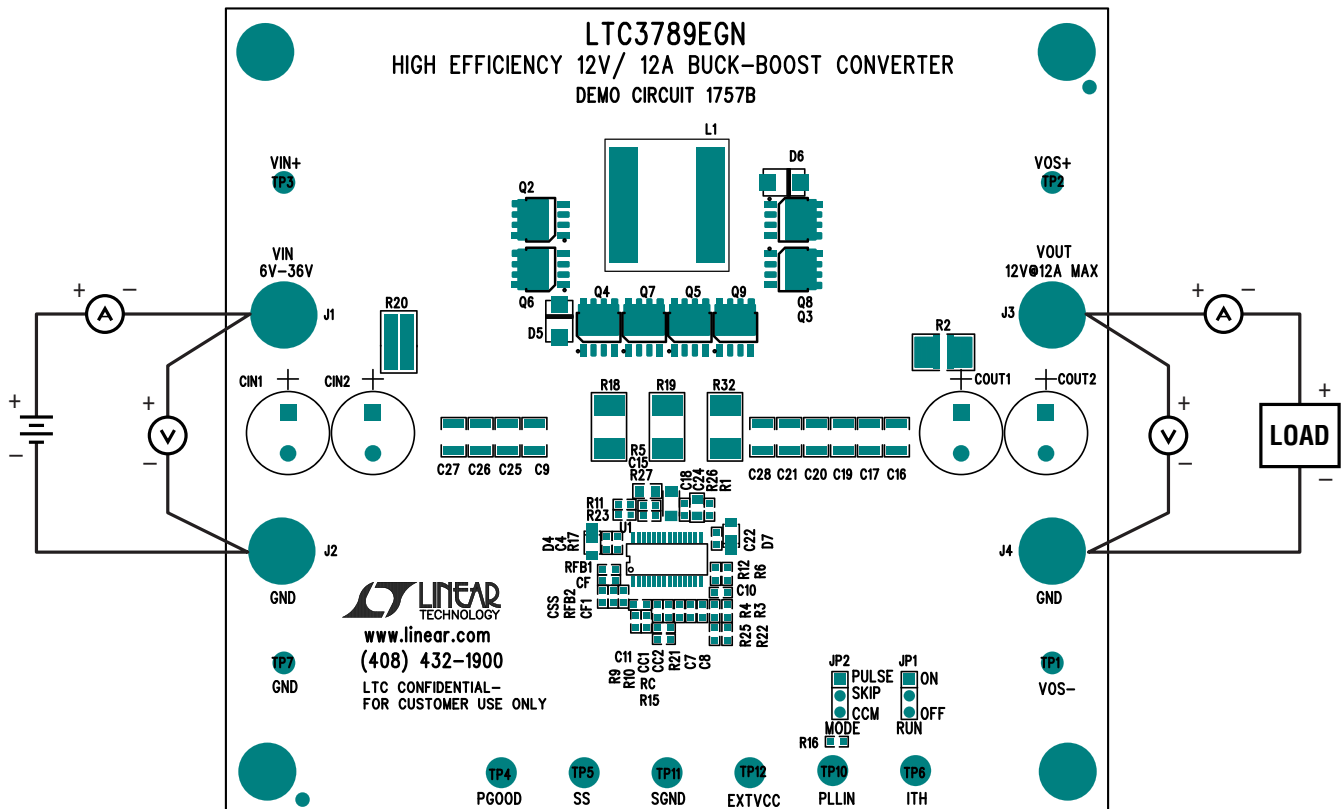 LTC3789EGN
HIGH EFFICIENCY 12V/ 12A BUCK-BOOST CONVERTER
DEMO CIRCUIT 1757B
L1
VIN+
TP3
Q2
D6
VOS+
TP2
VIN
6V-36V
VOUT
12V@12A MAX
+ A -
J1
R20
Q6
D5
Q4
Q7
Q5
Q9
Q8
Q3
J3
+ A -
R2
CIN1
+
CIN2
+
R18
R19
R32
+
COUT1
+
COUT2
+
-
+
V
-
+
V
-
+
LOAD
-
C27
C26
C25
C9
R5
C15
R27
C18
C24
R26
R1
C28
C21
C20
C19
C17
C16
R11
R23
U1
D4
C4
R17
C22
D7
J2
GND
RFB1
CF
R12
R6
C10
J4
GND
CSS
RFB2
CF1
R4
R3
R25
R22
LINEAR
TECHNOLOGY
www.linear.com
(408) 432-1900
LTC CONFIDENTIAL-
FOR CUSTOMER USE ONLY
TP7
GND
C11
R9
R10
CC1
RC
R15
CC2
R21
C7
C8
JP2
PULSE
SKIP
CCM
MODE
R16
JP1
ON
OFF
RUN
TP1
VOS-
TP4
PGOOD
TP5
SS
TP11
SGND
TP12
EXTVCC
TP10
PLLIN
TP6
ITH